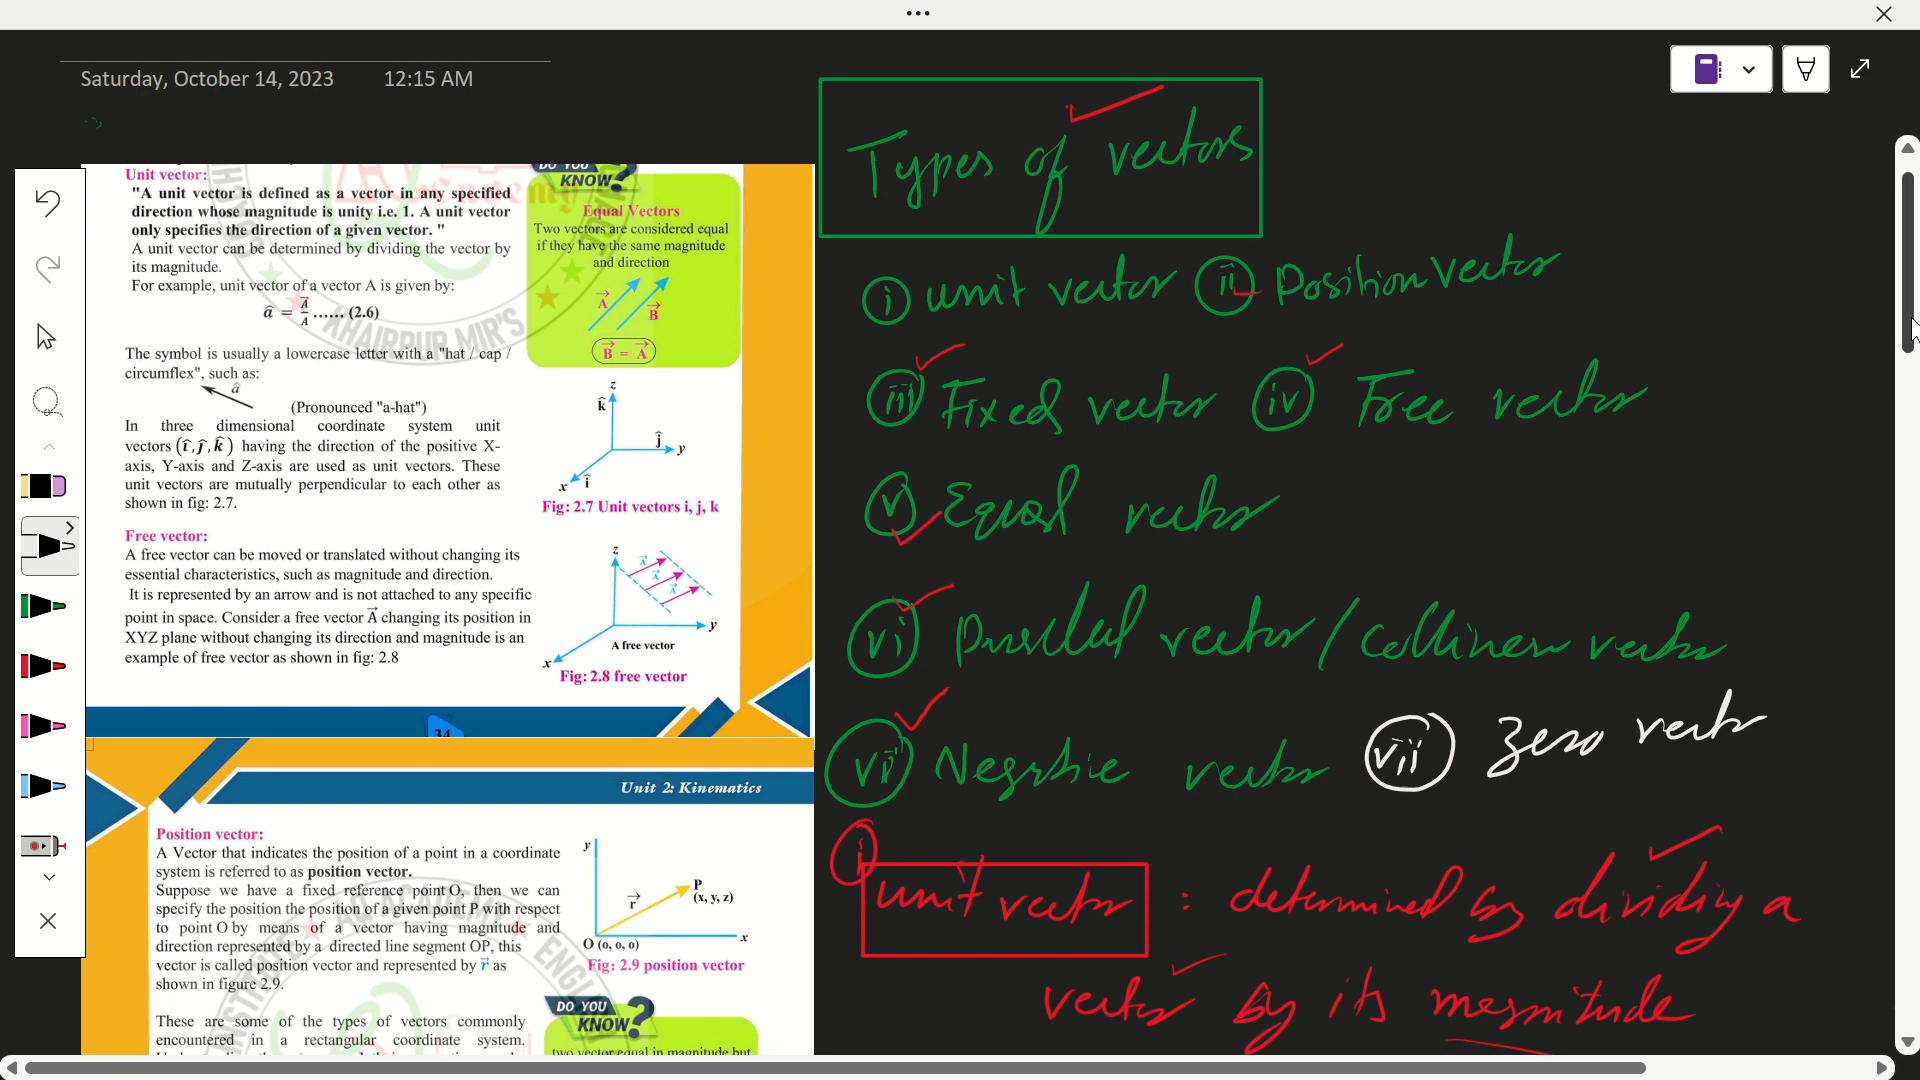 Saturday, October 14, 2023 12:15 AM
Unit vector:
"A unit vector is defined as a vector in any specified
direction whose magnitude is unity i.e. 1. A unit vector
only specifies the direction of a given vector. "
A unit vector can be determined by dividing the vector by
its magnitude.
For example, unit vector of a vector A is given by:
â = A⃗/A ...... (2.6)
The symbol is usually a lowercase letter with a "hat / cap /
circumflex", such as:
â
(Pronounced "a-hat")
In three dimensional coordinate system unit
vectors (î,ĵ,k̂) having the direction of the positive X-
axis, Y-axis and Z-axis are used as unit vectors. These
unit vectors are mutually perpendicular to each other as
shown in fig: 2.7.
Free vector:
A free vector can be moved or translated without changing its
essential characteristics, such as magnitude and direction.
It is represented by an arrow and is not attached to any specific
point in space. Consider a free vector A⃗ changing its position in
XYZ plane without changing its direction and magnitude is an
example of free vector as shown in fig: 2.8
DO YOU
KNOW?
Equal Vectors
Two vectors are considered equal
if they have the same magnitude
and direction
A⃗
B⃗
B⃗ = A⃗
z
k̂
ĵ
y
x
î
Fig: 2.7 Unit vectors i, j, k
z
A⃗
A⃗
A⃗
y
A free vector
x
Fig: 2.8 free vector
34
KHAIRPUR MIR'S
Unit 2: Kinematics
Position vector:
A Vector that indicates the position of a point in a coordinate
system is referred to as position vector.
Suppose we have a fixed reference point O, then we can
specify the position the position of a given point P with respect
to point O by means of a vector having magnitude and
direction represented by a directed line segment OP, this
vector is called position vector and represented by r⃗ as
shown in figure 2.9.
These are some of the types of vectors commonly
encountered in a rectangular coordinate system.
y
P
(x, y, z)
r⃗
x
O (o, o, o)
Fig: 2.9 position vector
DO YOU
KNOW?
two vector equal in magnitude but
Types of vectors
i unit vector ii Position vector
iii Fixed vector iv Free vector
v Equal vector
vi Parallel vector / Collinear vector
vii Negative vector vii Zero vector
i
unit vector : determined by dividing a
vector by its magnitude